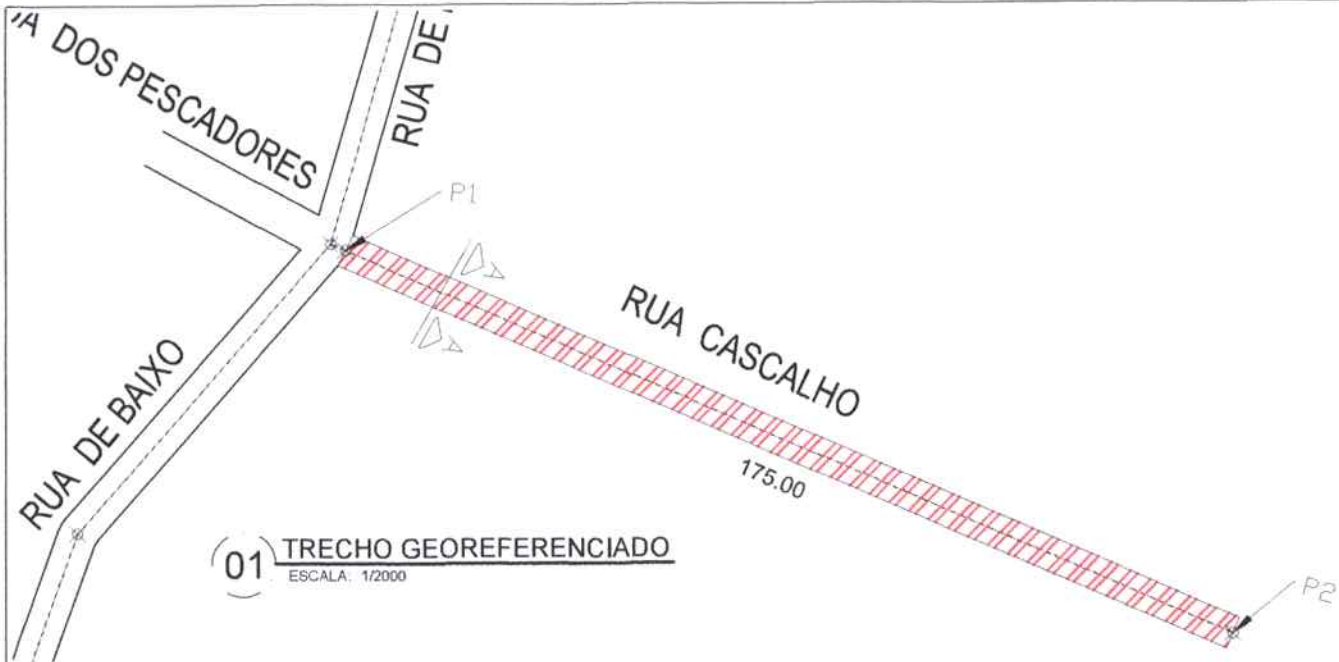 A DOS PESCADORES
RUA DE
P1
A
A
RUA CASCALHO
175.00
RUA DE BAIXO
01 TRECHO GEOREFERENCIADO
ESCALA: 1/2000
P2